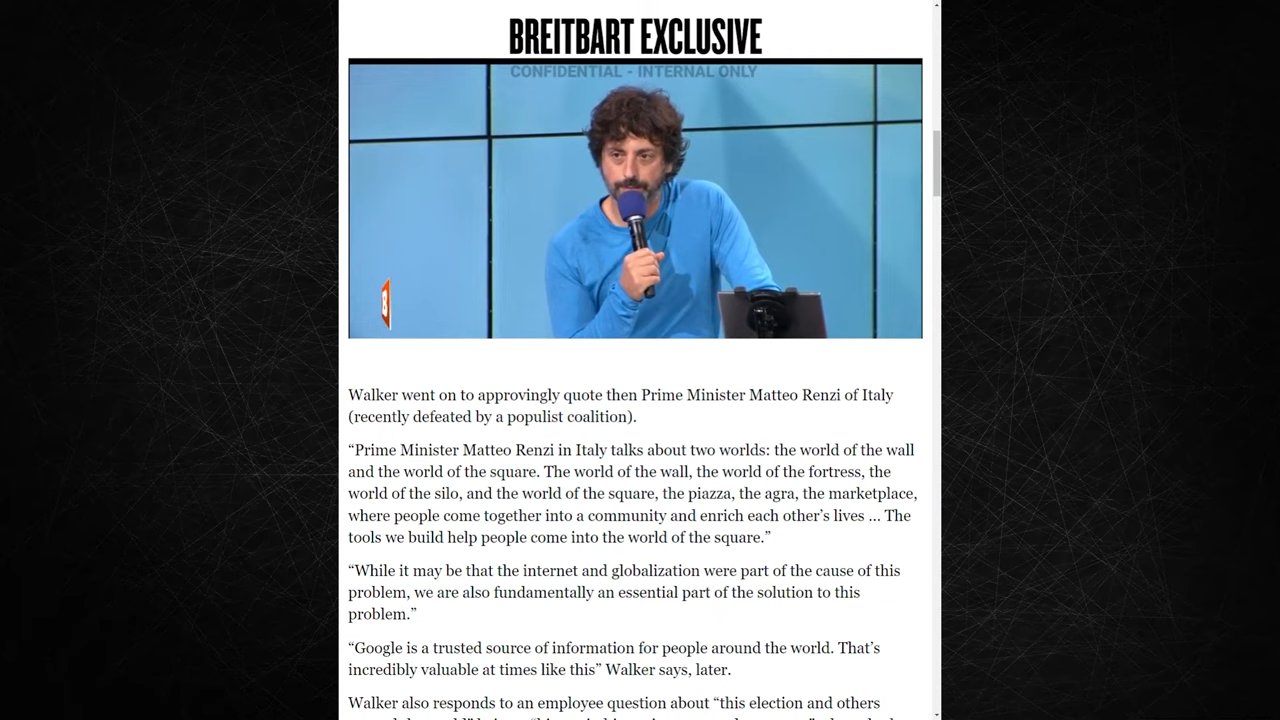 BREITBART EXCLUSIVE
CONFIDENTIAL - INTERNAL ONLY
B
Walker went on to approvingly quote then Prime Minister Matteo Renzi of Italy
(recently defeated by a populist coalition).
“Prime Minister Matteo Renzi in Italy talks about two worlds: the world of the wall
and the world of the square. The world of the wall, the world of the fortress, the
world of the silo, and the world of the square, the piazza, the agra, the marketplace,
where people come together into a community and enrich each other’s lives … The
tools we build help people come into the world of the square.”
“While it may be that the internet and globalization were part of the cause of this
problem, we are also fundamentally an essential part of the solution to this
problem.”
“Google is a trusted source of information for people around the world. That’s
incredibly valuable at times like this” Walker says, later.
Walker also responds to an employee question about “this election and others